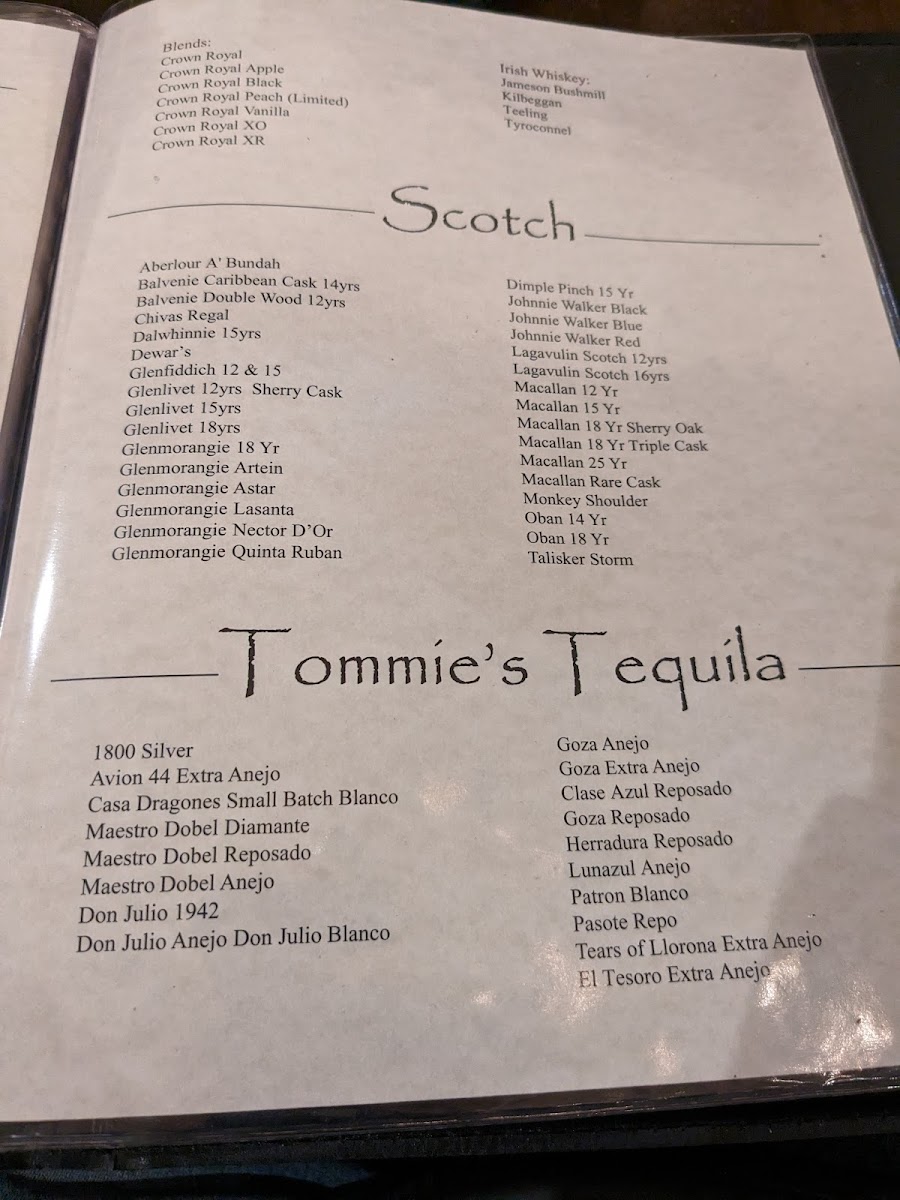 Blends:
Crown Royal
Crown Royal Apple
Crown Royal Black
Crown Royal Peach (Limited)
Crown Royal Vanilla
Crown Royal XO
Crown Royal XR
Irish Whiskey:
Jameson Bushmill
Kilbeggan
Teeling
Tyroconnel
Scotch
Aberlour A' Bundah
Balvenie Caribbean Cask 14yrs
Balvenie Double Wood 12yrs
Chivas Regal
Dalwhinnie 15yrs
Dewar's
Glenfiddich 12 & 15
Glenlivet 12yrs Sherry Cask
Glenlivet 15yrs
Glenlivet 18yrs
Glenmorangie 18 Yr
Glenmorangie Artein
Glenmorangie Astar
Glenmorangie Lasanta
Glenmorangie Nector D'Or
Glenmorangie Quinta Ruban
Dimple Pinch 15 Yr
Johnnie Walker Black
Johnnie Walker Blue
Johnnie Walker Red
Lagavulin Scotch 12yrs
Lagavulin Scotch 16yrs
Macallan 12 Yr
Macallan 15 Yr
Macallan 18 Yr Sherry Oak
Macallan 18 Yr Triple Cask
Macallan 25 Yr
Macallan Rare Cask
Monkey Shoulder
Oban 14 Yr
Oban 18 Yr
Talisker Storm
Tommie's Tequila
1800 Silver
Avion 44 Extra Anejo
Casa Dragones Small Batch Blanco
Maestro Dobel Diamante
Maestro Dobel Reposado
Maestro Dobel Anejo
Don Julio 1942
Don Julio Anejo Don Julio Blanco
Goza Anejo
Goza Extra Anejo
Clase Azul Reposado
Goza Reposado
Herradura Reposado
Lunazul Anejo
Patron Blanco
Pasote Repo
Tears of Llorona Extra Anejo
El Tesoro Extra Anejo